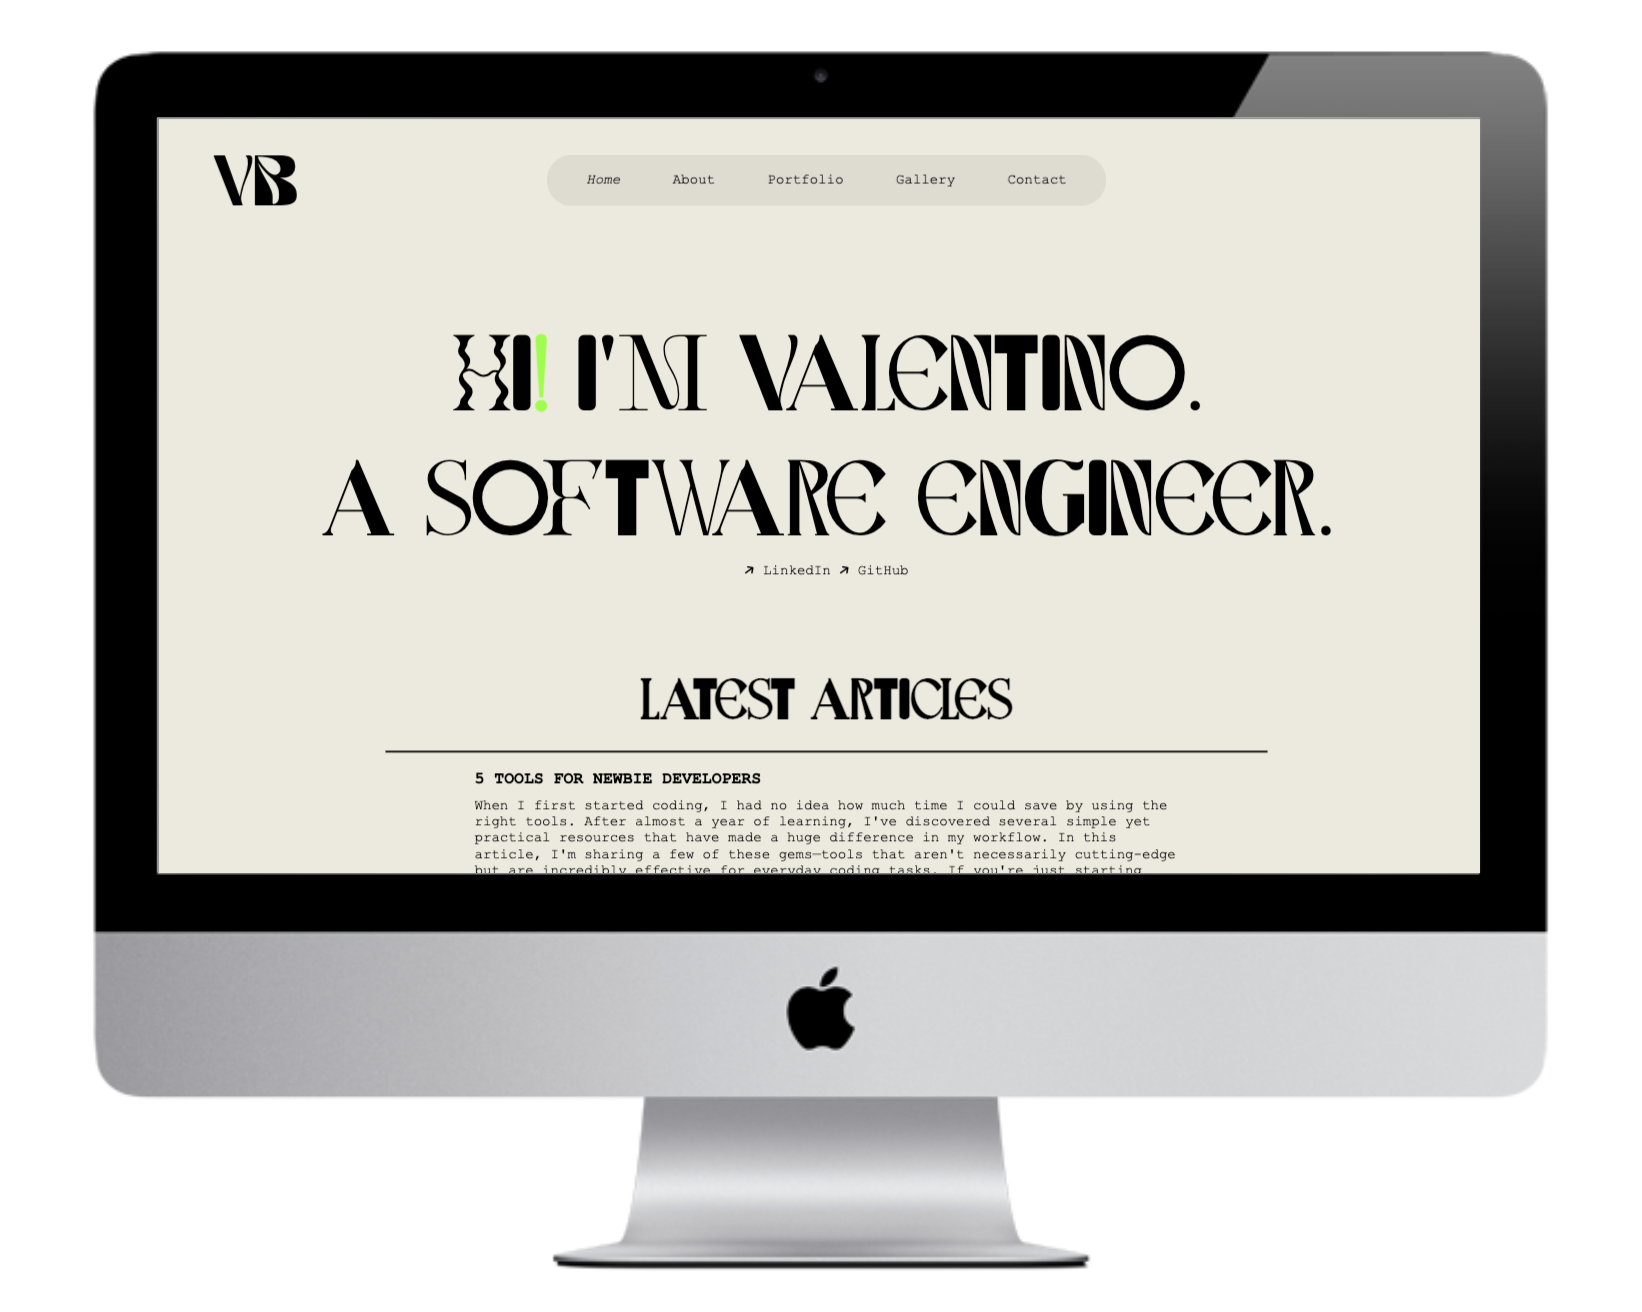 VB
Home About Portfolio Gallery Contact
HI! I'M VALENTINO.
A SOFTWARE ENGINEER.
↗ LinkedIn ↗ GitHub
LATEST ARTICLES
5 TOOLS FOR NEWBIE DEVELOPERS
When I first started coding, I had no idea how much time I could save by using the
right tools. After almost a year of learning, I've discovered several simple yet
practical resources that have made a huge difference in my workflow. In this
article, I'm sharing a few of these gems—tools that aren't necessarily cutting-edge
but are incredibly effective for everyday coding tasks. If you're just starting